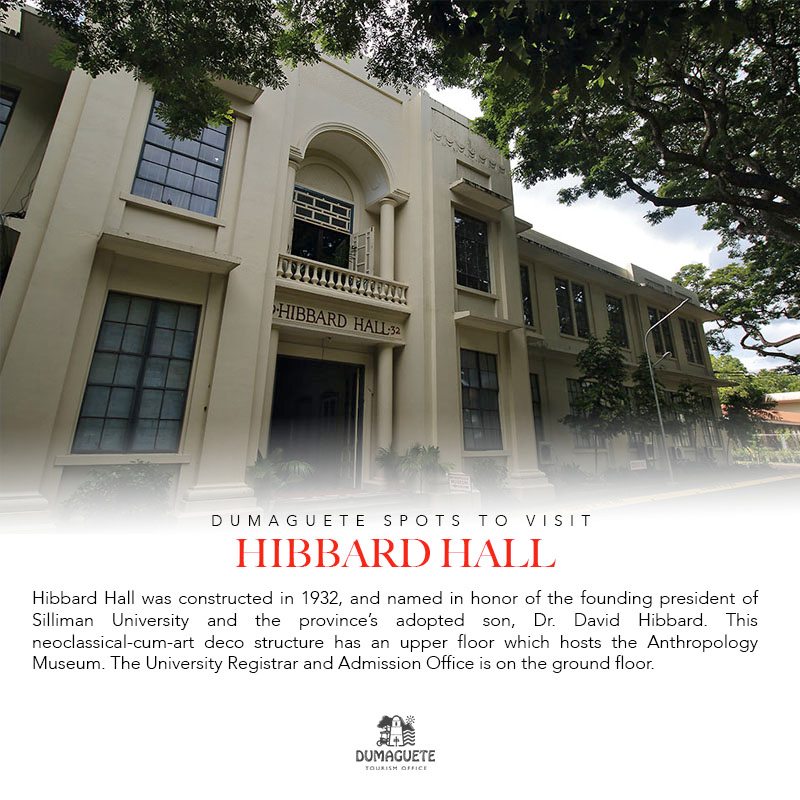 HIBBARD HALL 32
DUMAGUETE SPOTS TO VISIT
HIBBARD HALL
Hibbard Hall was constructed in 1932, and named in honor of the founding president of
Silliman University and the province's adopted son, Dr. David Hibbard. This
neoclassical-cum-art deco structure has an upper floor which hosts the Anthropology
Museum. The University Registrar and Admission Office is on the ground floor.
DUMAGUETE
TOURISM OFFICE